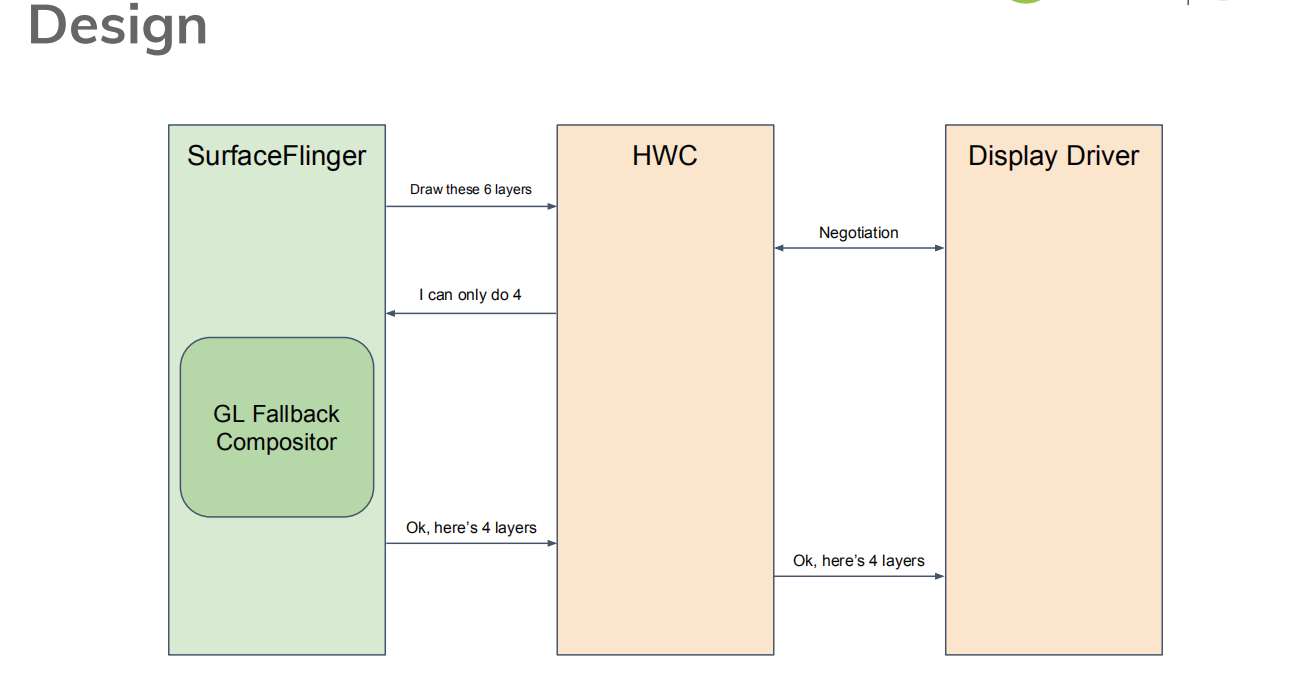 Design
SurfaceFlinger
HWC
Display Driver
Draw these 6 layers
Negotiation
I can only do 4
GL Fallback
Compositor
Ok, here’s 4 layers
Ok, here’s 4 layers